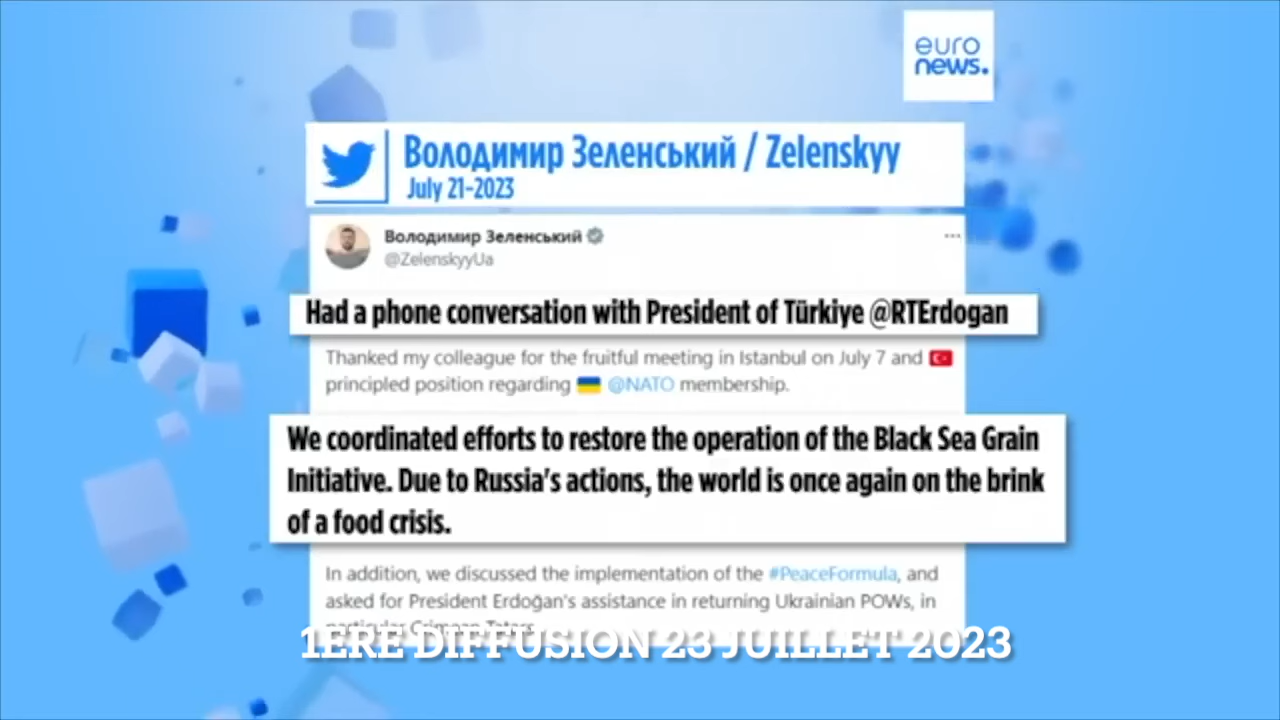 euro
news.
Володимир Зеленський / Zelenskyy
July 21-2023
Володимир Зеленський
@ZelenskyyUa
Had a phone conversation with President of Türkiye @RTErdogan
Thanked my colleague for the fruitful meeting in Istanbul on July 7 and
principled position regarding @NATO membership.
We coordinated efforts to restore the operation of the Black Sea Grain
Initiative. Due to Russia's actions, the world is once again on the brink
of a food crisis.
In addition, we discussed the implementation of the #PeaceFormula, and
asked for President Erdoğan's assistance in returning Ukrainian POWs, in
particular Crimean Tatars
1ERE DIFFUSION 23 JUILLET 2023